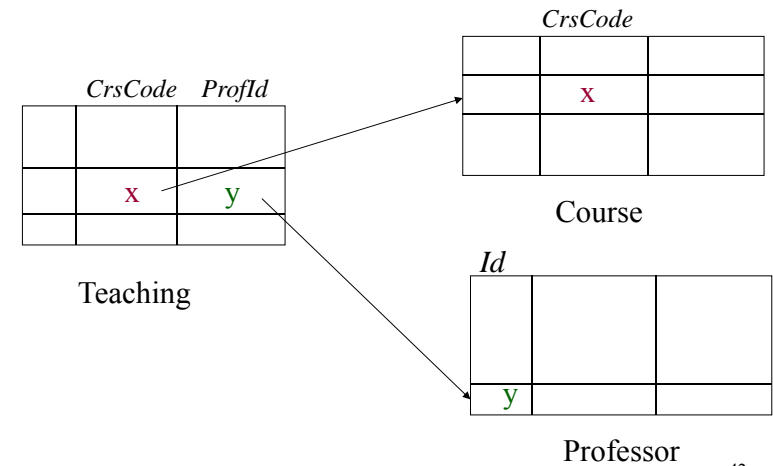 CrsCode
CrsCode ProfId
x
x y
Course
Id
Teaching
y
Professor